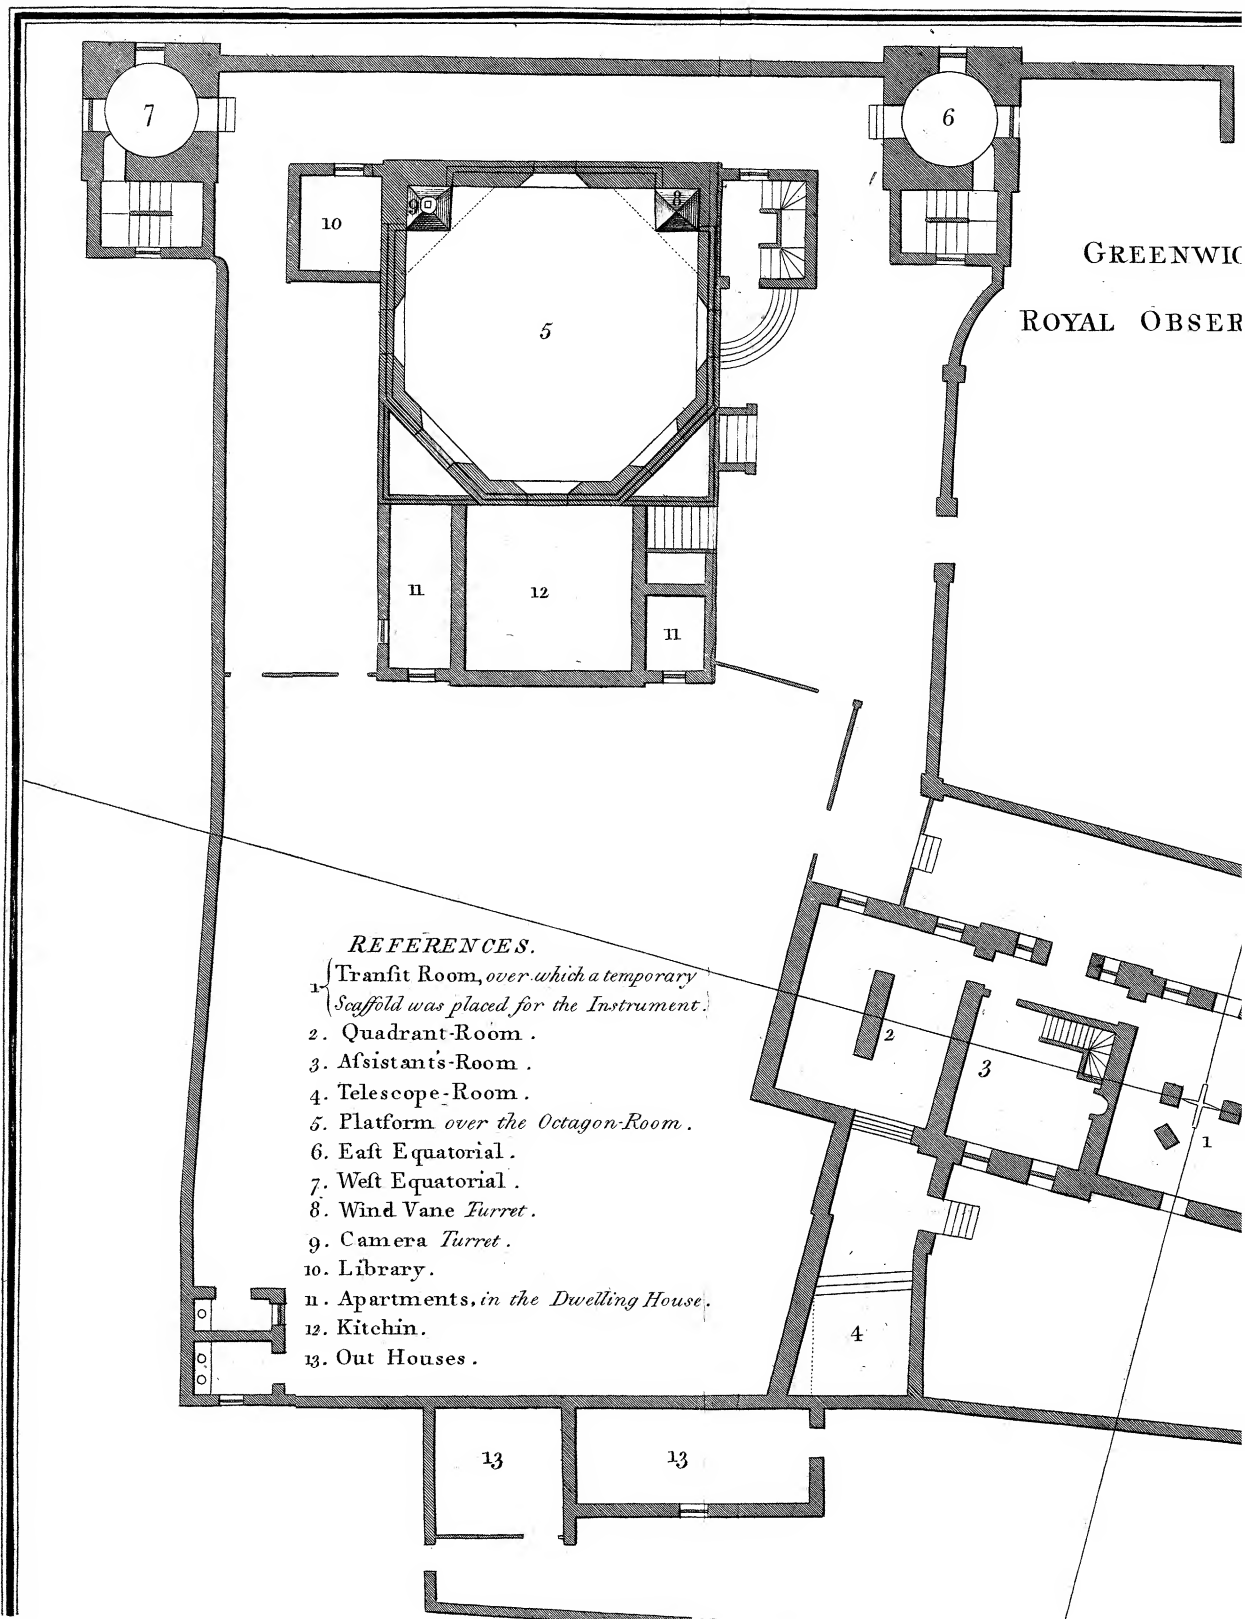 7
6
9
8
10
GREENWIC
ROYAL OBSER
5
11
12
11
REFERENCES.
1 { Tranſit Room, over which a temporary
Scaffold was placed for the Instrument.
2. Quadrant-Room.
3. Aſsistant's-Room.
4. Telescope-Room.
5. Platform over the Octagon-Room.
6. Eaſt Equatorial.
7. Weſt Equatorial.
8. Wind Vane Turret.
9. Camera Turret.
10. Library.
11. Apartments, in the Dwelling House.
12. Kitchin.
13. Out Houses.
2
3
1
4
13
13